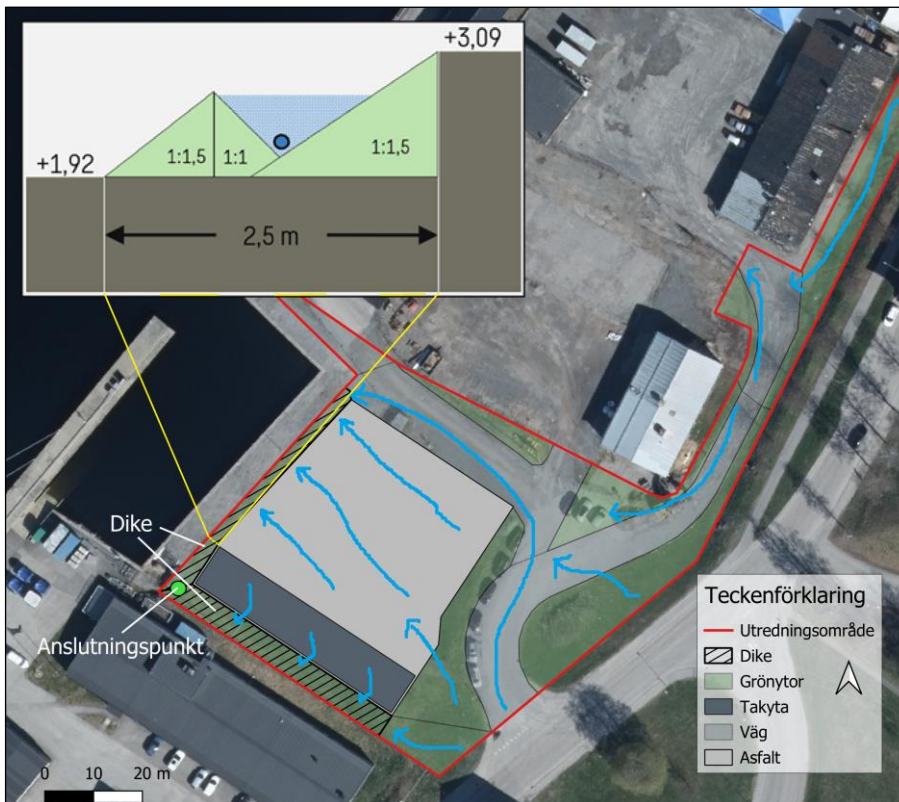 +3,09
+1,92
1:1,5
1:1
1:1,5
2,5 m
Dike
Anslutningspunkt
0 10 20 m
Teckenförklaring
Utredningsområde
Dike
Grönytor
Takyta
Väg
Asfalt